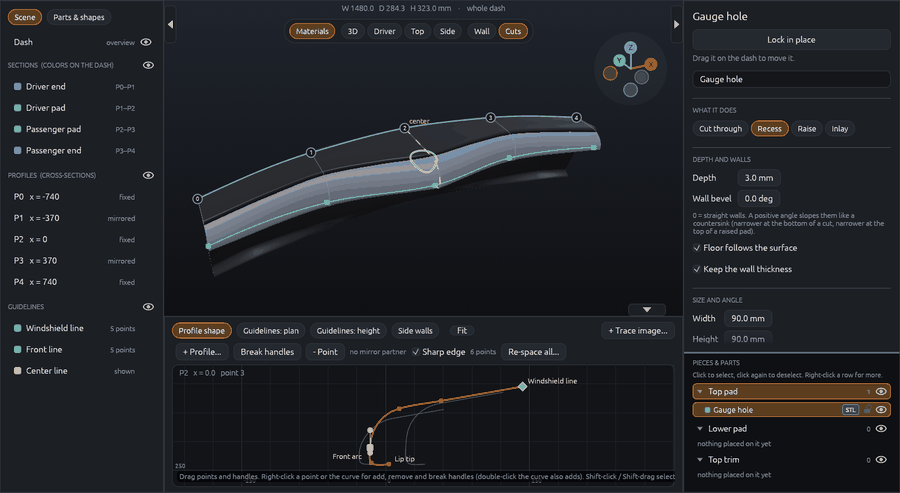 Scene
Parts & shapes
Dash
overview
SECTIONS (COLORS ON THE DASH)
Driver end
P0–P1
Driver pad
P1–P2
Passenger pad
P2–P3
Passenger end
P3–P4
PROFILES (CROSS-SECTIONS)
P0 x = -740
fixed
P1 x = -370
mirrored
P2 x = 0
fixed
P3 x = 370
mirrored
P4 x = 740
fixed
GUIDELINES
Windshield line
5 points
Front line
5 points
Center line
shown
W 1480.0 D 284.3 H 323.0 mm · whole dash
Materials
3D
Driver
Top
Side
Wall
Cuts
Z
Y
X
0
1
2
center
3
4
Profile shape
Guidelines: plan
Guidelines: height
Side walls
Fit
+ Trace image...
+ Profile...
Break handles
- Point
no mirror partner
Sharp edge
6 points
Re-space all...
P2 x = 0.0 point 3
Windshield line
Front arc
Lip tip
250
Drag points and handles. Right-click a point or the curve for add, remove and break handles (double-click the curve also adds). Shift-click / Shift-drag select
Gauge hole
Lock in place
Drag it on the dash to move it.
Gauge hole
WHAT IT DOES
Cut through
Recess
Raise
Inlay
DEPTH AND WALLS
Depth
3.0 mm
Wall bevel
0.0 deg
0 = straight walls. A positive angle slopes them like a
countersink (narrower at the bottom of a cut, narrower at the
top of a raised pad).
Floor follows the surface
Keep the wall thickness
SIZE AND ANGLE
Width
90.0 mm
Height
90.0 mm
PIECES & PARTS
Click to select, click again to deselect. Right-click a row for more.
Top pad
1
Gauge hole
STL
Lower pad
0
nothing placed on it yet
Top trim
0
nothing placed on it yet